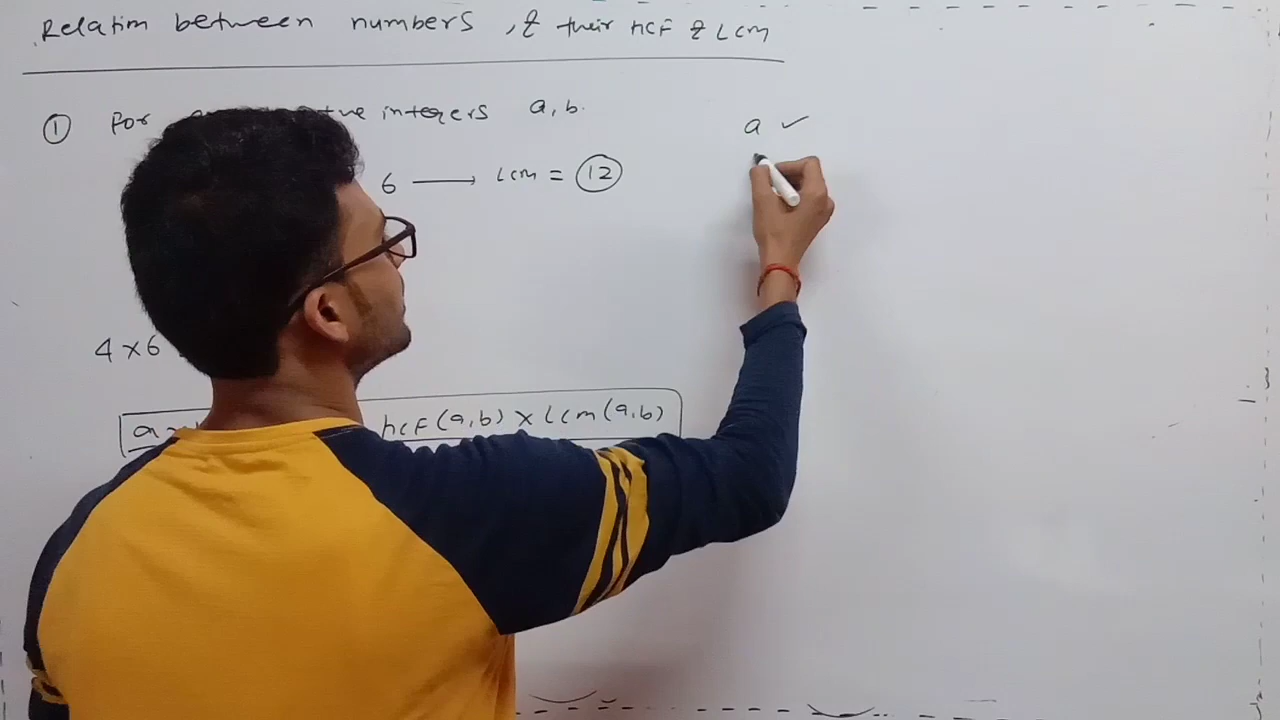 Relation between numbers, & their HCF & LCM
① For integers a, b.
a ✓
6 ⟶ LCM = 12
4 × 6
a HCF(a,b) × LCM(a,b)